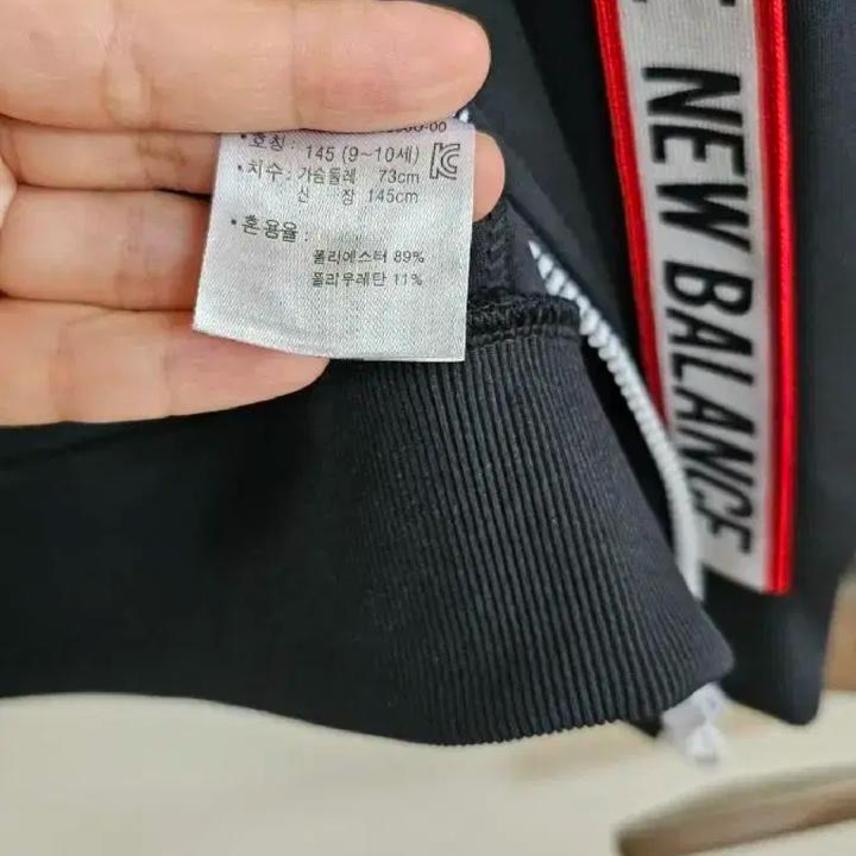 • 호칭 : 145 (9~10세)
• 치수 : 가슴둘레 73cm
신 장 145cm
• 혼용율 :
폴리에스터 89%
폴리우레탄 11%
NEW BALANCE